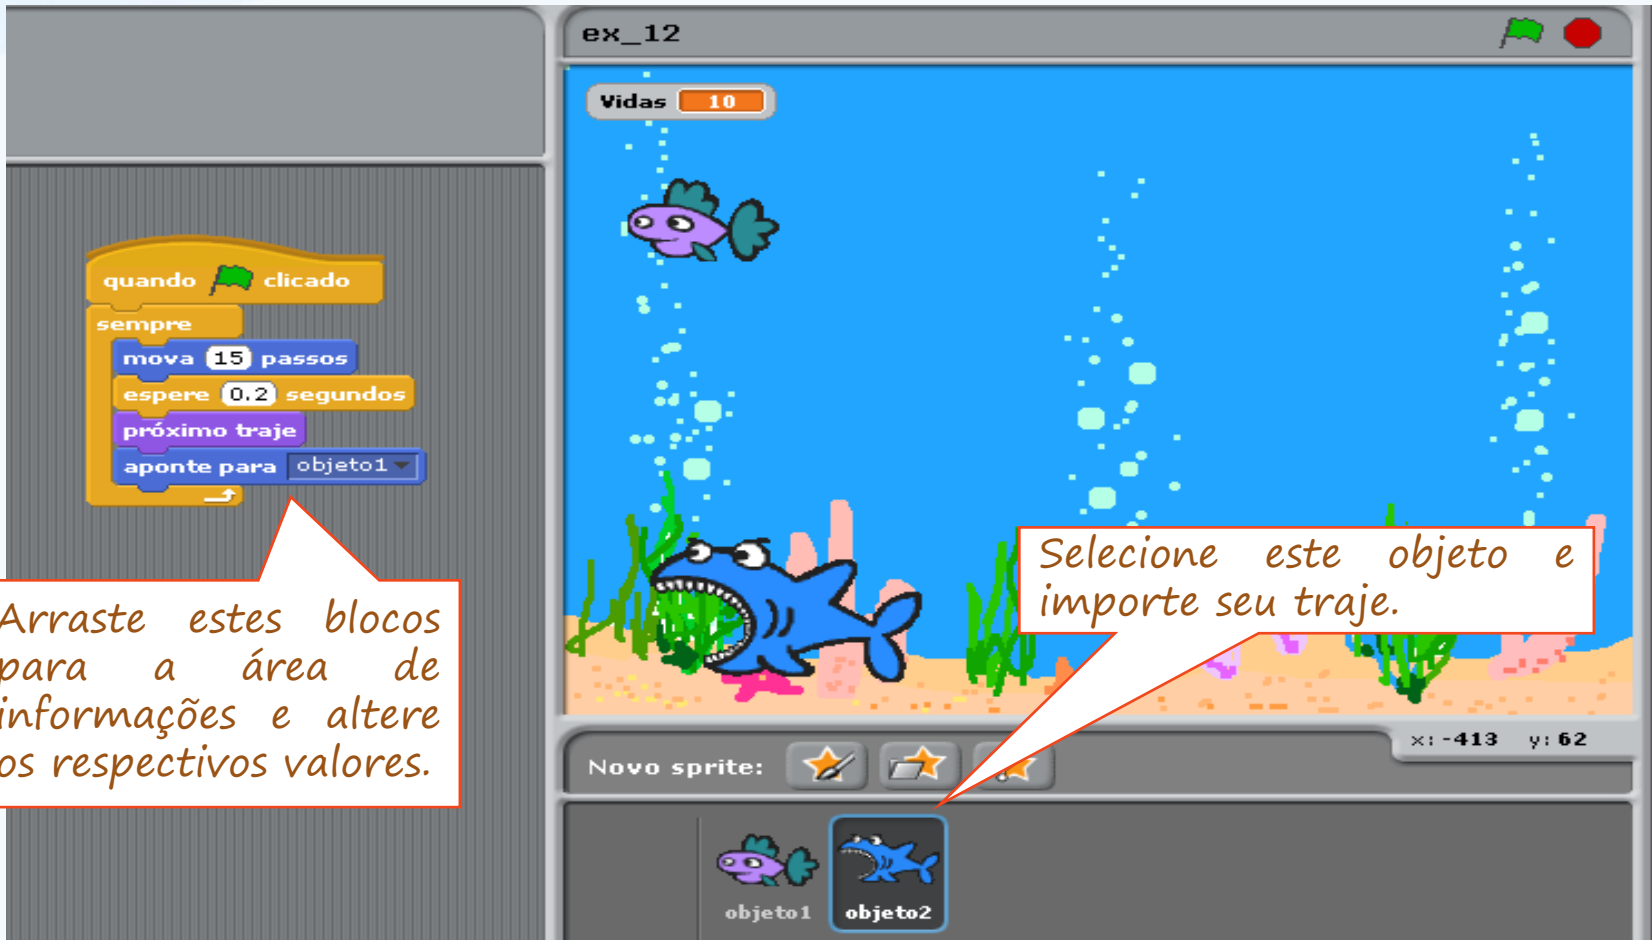 ex_12
Vidas 10
quando clicado
sempre
mova 15 passos
espere 0.2 segundos
próximo traje
aponte para objeto1
Arraste estes blocos
para a área de
informações e altere
os respectivos valores.
Selecione este objeto e
importe seu traje.
x: -413 y: 62
Novo sprite:
objeto1 objeto2